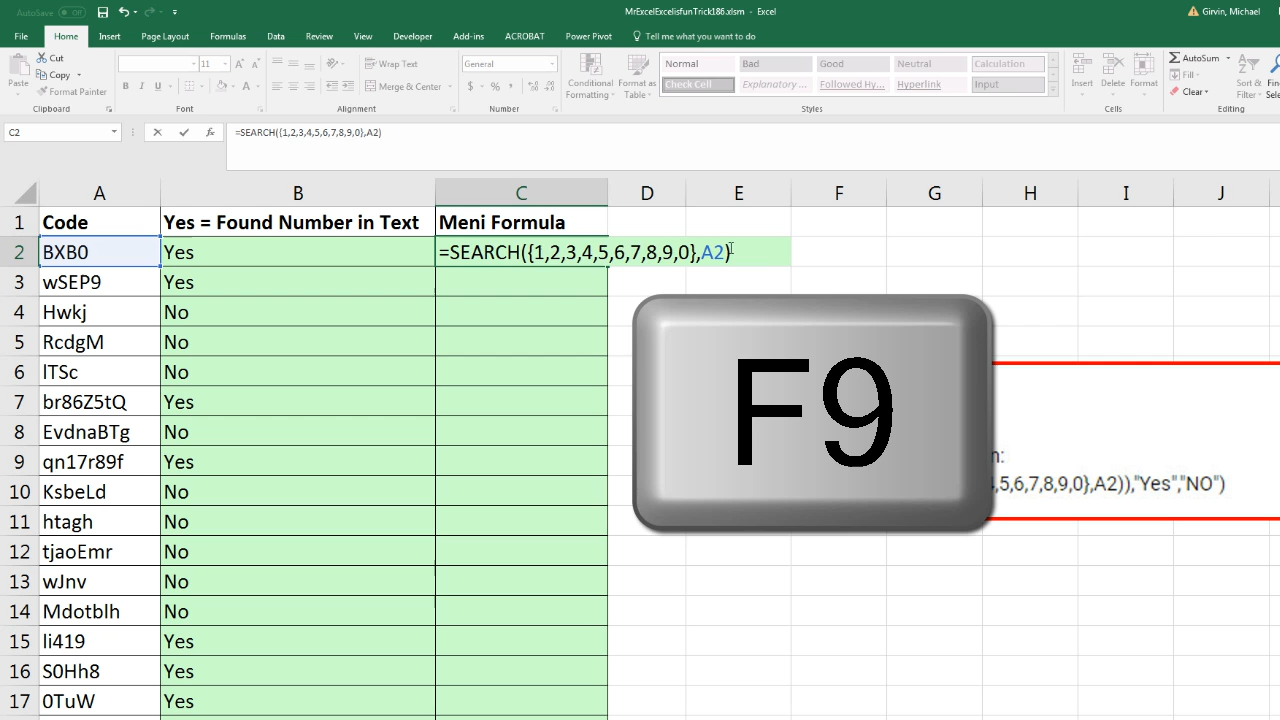 AutoSave Off
MrExcelExcelisfunTrick186.xlsm - Excel
Girvin, Michael
File Home Insert Page Layout Formulas Data Review View Developer Add-ins ACROBAT Power Pivot Tell me what you want to do
Paste
Cut
Copy
Format Painter
Clipboard
11
B I U
Font
Wrap Text
Merge & Center
Alignment
General
$ % ,
Number
Conditional Formatting
Format as Table
Normal Bad Good Neutral Calculation
Check Cell Explanatory ... Followed Hy... Hyperlink Input
Styles
Insert Delete Format
Cells
AutoSum
Fill
Clear
Sort &
Filter
Editing
C2
fx
=SEARCH({1,2,3,4,5,6,7,8,9,0},A2)
A B C D E F G H I J
1 Code Yes = Found Number in Text Meni Formula
2 BXB0 Yes =SEARCH({1,2,3,4,5,6,7,8,9,0},A2)
3 wSEP9 Yes
4 Hwkj No
5 RcdgM No
6 lTSc No
7 br86Z5tQ Yes
8 EvdnaBTg No
9 qn17r89f Yes
10 KsbeLd No
11 htagh No
12 tjaoEmr No
13 wJnv No
14 Mdotblh No
15 li419 Yes
16 S0Hh8 Yes
17 0TuW Yes
F9
n:
,5,6,7,8,9,0},A2)),"Yes","NO")